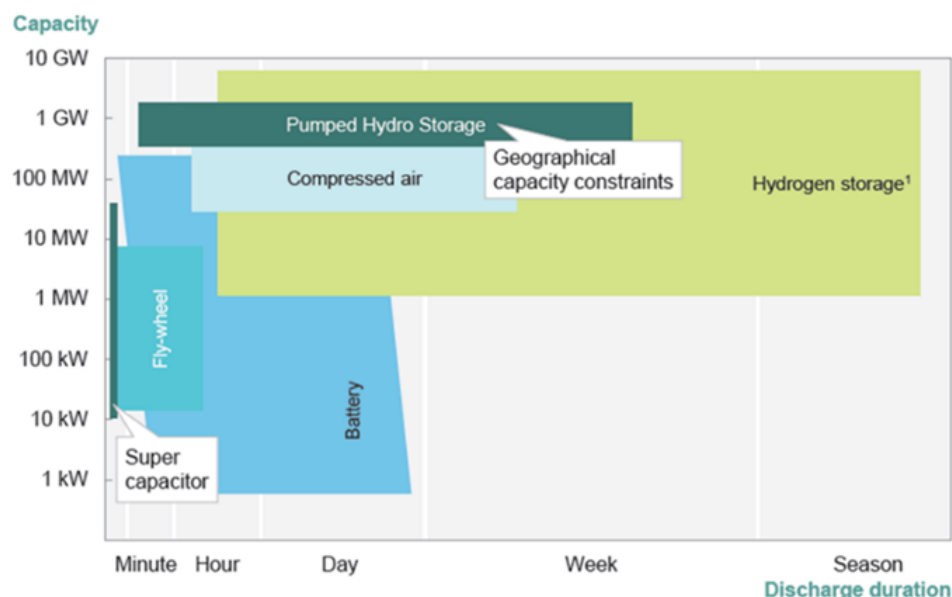 Capacity
10 GW
1 GW
100 MW
10 MW
1 MW
100 kW
10 kW
1 kW
Pumped Hydro Storage
Geographical
capacity constraints
Compressed air
Hydrogen storage¹
Fly-wheel
Battery
Super
capacitor
Minute
Hour
Day
Week
Season
Discharge duration